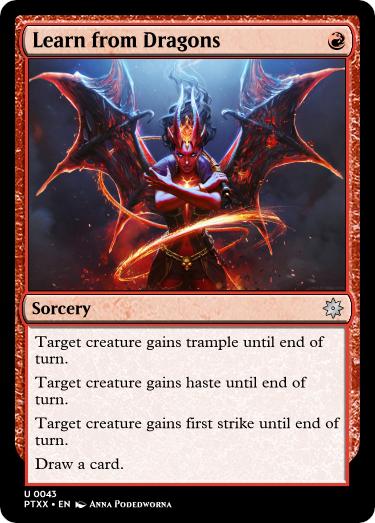 Learn from Dragons
Sorcery
Target creature gains trample until end of
turn.
Target creature gains haste until end of
turn.
Target creature gains first strike until end of
turn.
Draw a card.
U 0043
PTXX • EN Anna Podedworna